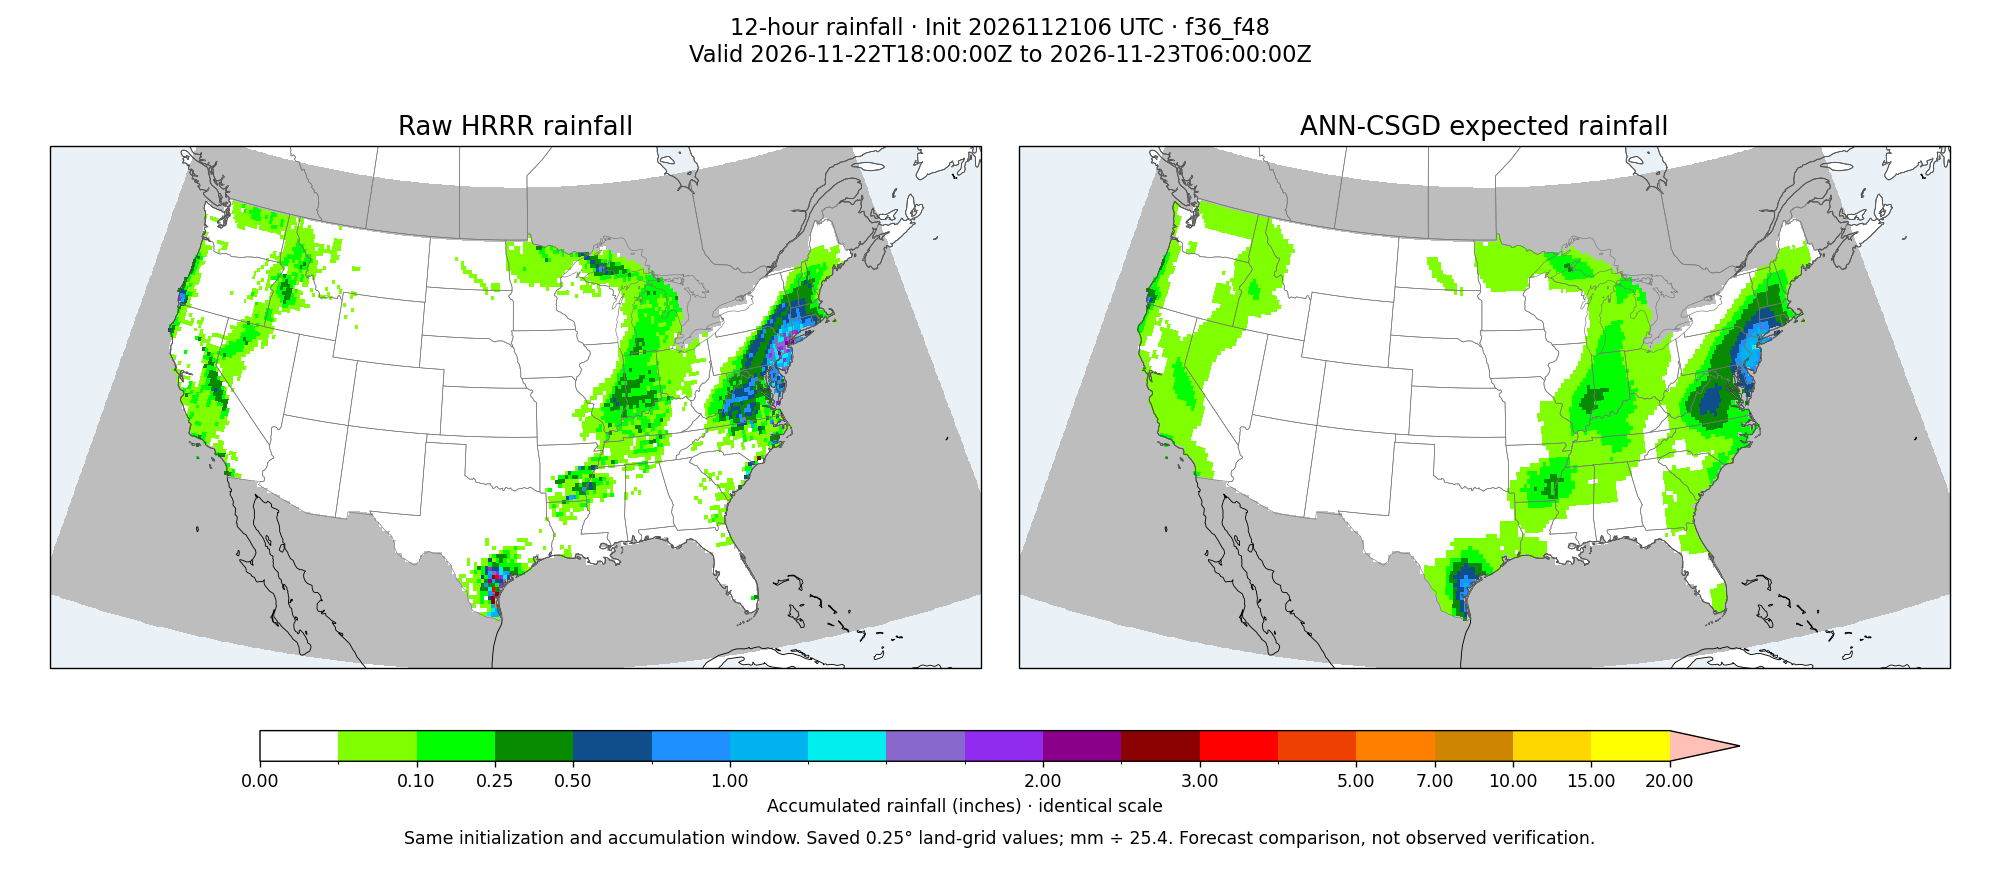 12-hour rainfall · Init 2026112106 UTC · f36_f48
Valid 2026-11-22T18:00:00Z to 2026-11-23T06:00:00Z
Raw HRRR rainfall
ANN-CSGD expected rainfall
0.00 0.10 0.25 0.50 1.00 2.00 3.00 5.00 7.00 10.00 15.00 20.00
Accumulated rainfall (inches) · identical scale
Same initialization and accumulation window. Saved 0.25° land-grid values; mm ÷ 25.4. Forecast comparison, not observed verification.